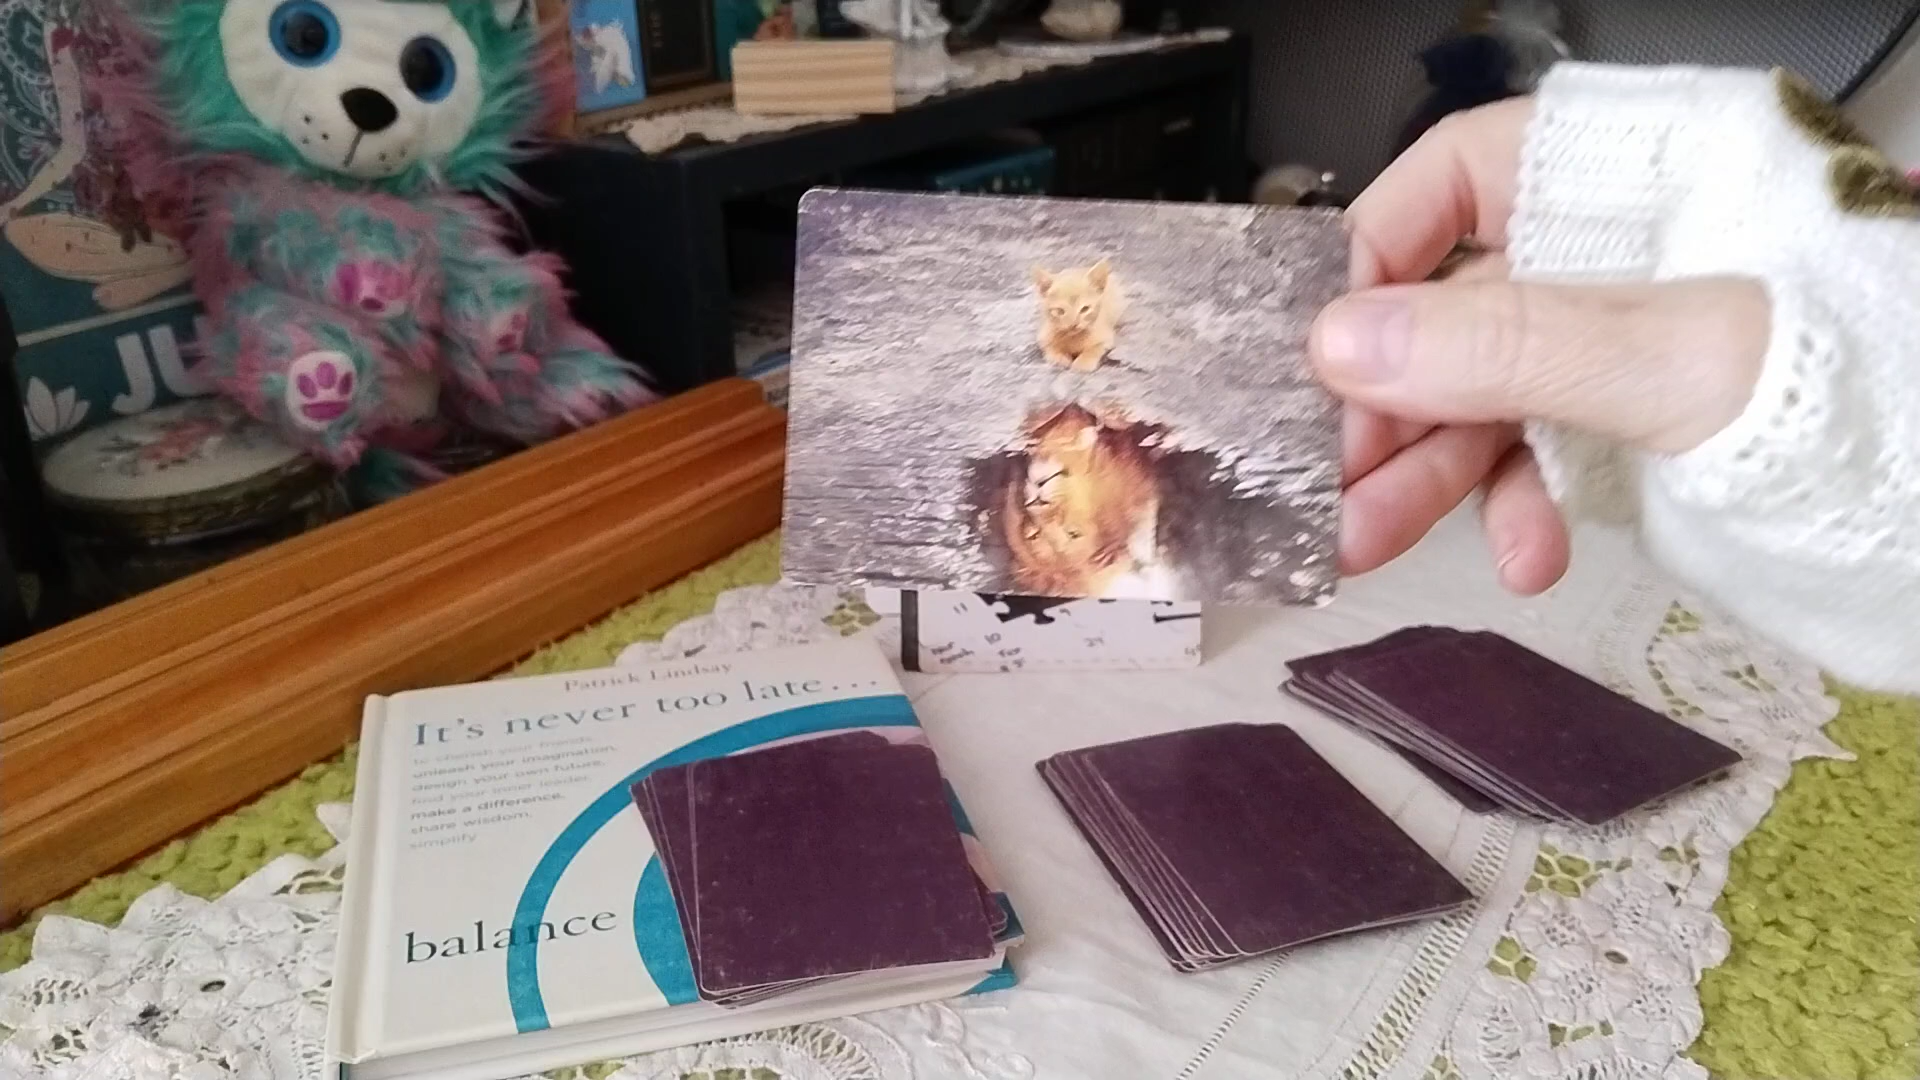 JU
Patrick Lindsay
It's never too late...
to cherish your friends,
unleash your imagination,
design your own future,
find your inner leader,
make a difference,
share wisdom,
simplify
balance